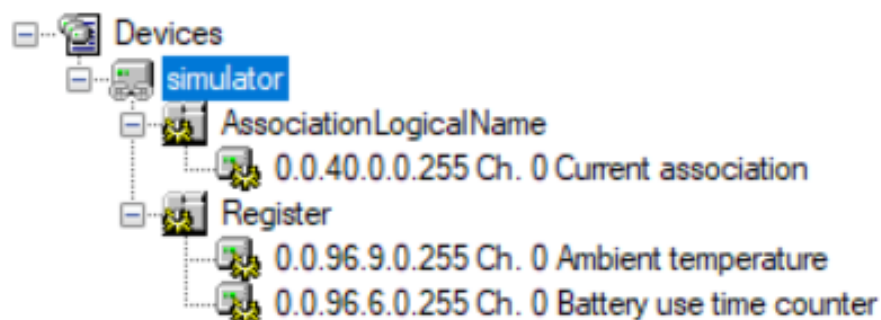 Devices
simulator
AssociationLogicalName
0.0.40.0.0.255 Ch. 0 Current association
Register
0.0.96.9.0.255 Ch. 0 Ambient temperature
0.0.96.6.0.255 Ch. 0 Battery use time counter